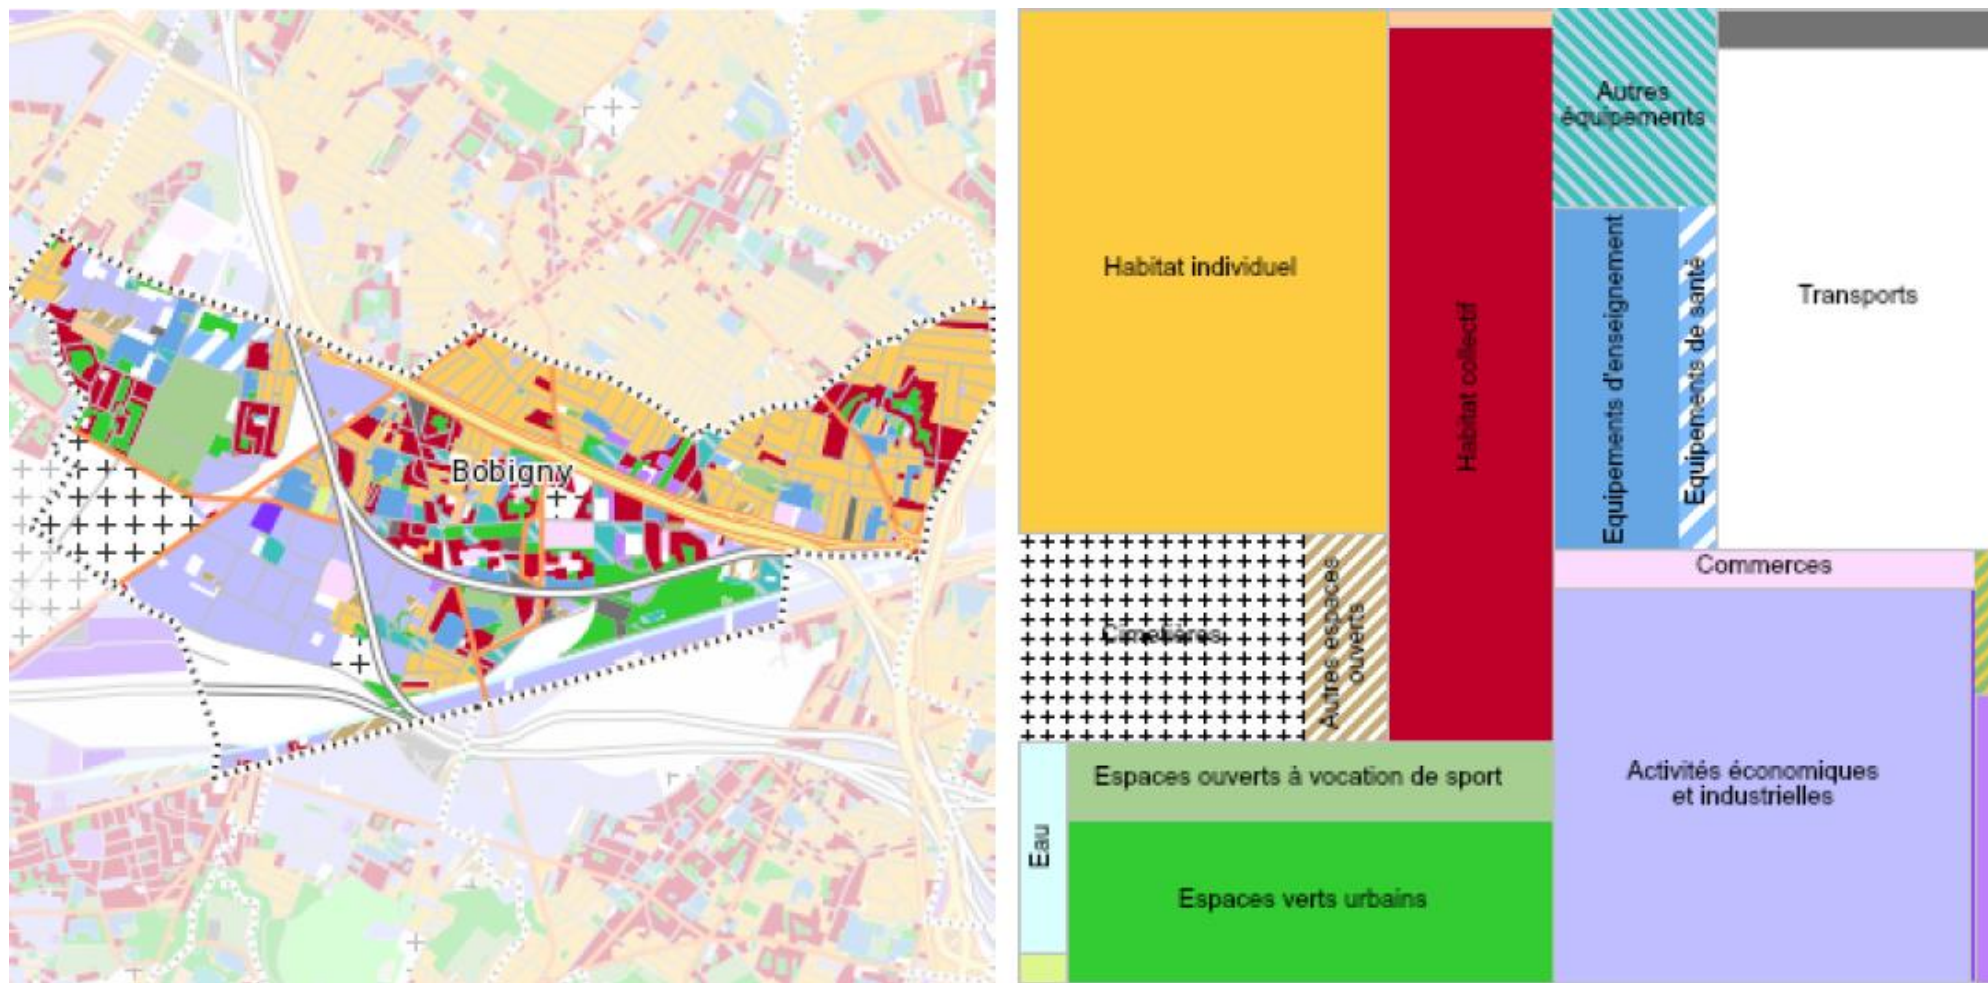 Bobigny
Habitat individuel
Habitat collectif
Autres
équipements
Equipements d'enseignement
Equipements de santé
Transports
Cimetières
Autres espaces
ouverts
Commerces
Eau
Espaces ouverts à vocation de sport
Espaces verts urbains
Activités économiques
et industrielles